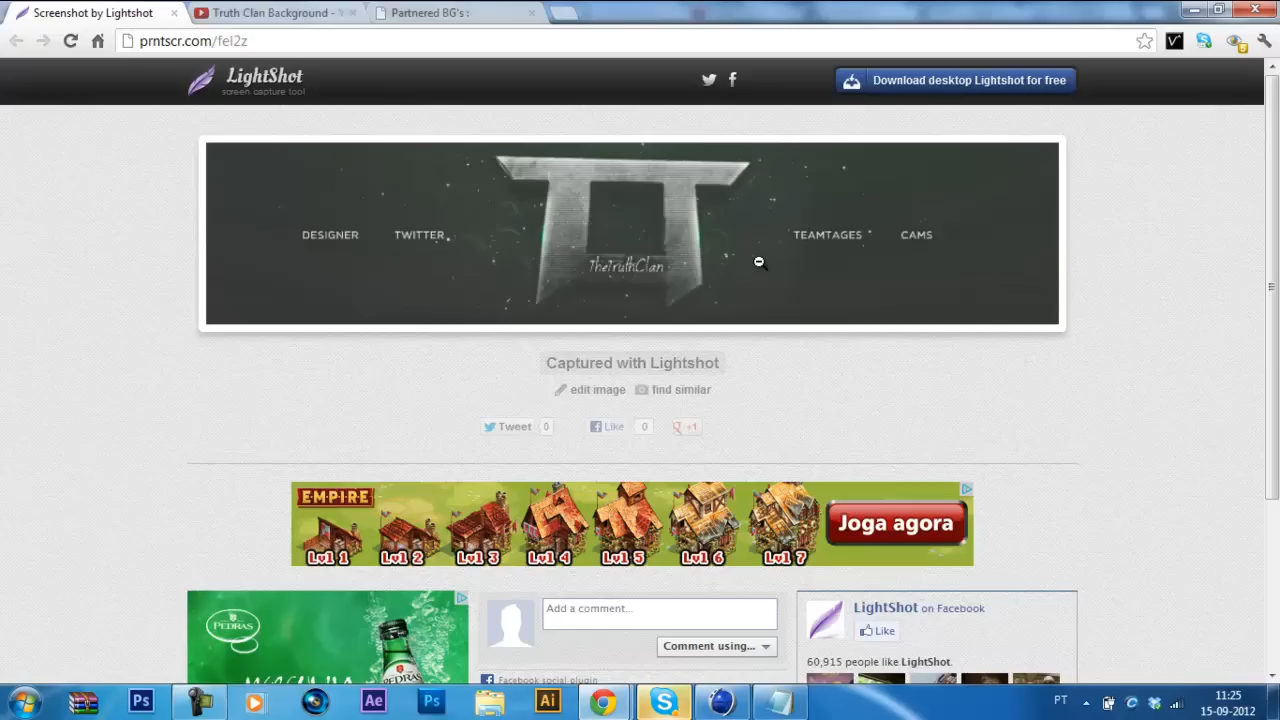 Screenshot by Lightshot
Truth Clan Background - Y
Partnered BG's :
prntscr.com/fel2z
LightShot
screen capture tool
Download desktop Lightshot for free
DESIGNER
TWITTER
TheTruthClan
TEAMTAGES
CAMS
Captured with Lightshot
edit image
find similar
Tweet 0
Like 0
+1
EMPIRE
Lvl 1
Lvl 2
Lvl 3
Lvl 4
Lvl 5
Lvl 6
Lvl 7
Joga agora
PEDRAS
Add a comment...
Comment using...
Facebook social plugin
LightShot on Facebook
Like
60,915 people like LightShot.
Ps
Ae
Ps
Ai
PT
11:25
15-09-2012